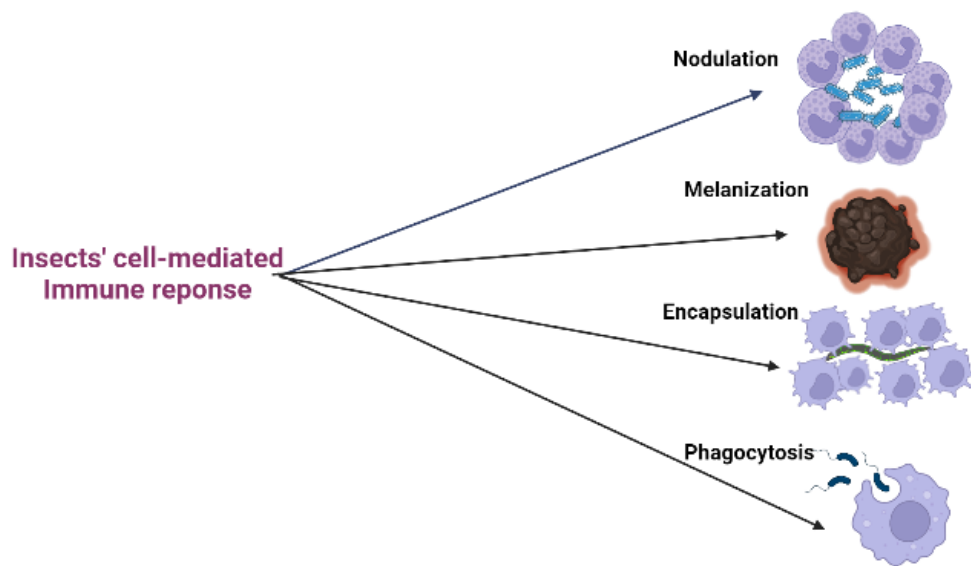 Nodulation
Melanization
Insects' cell-mediated
Immune reponse
Encapsulation
Phagocytosis